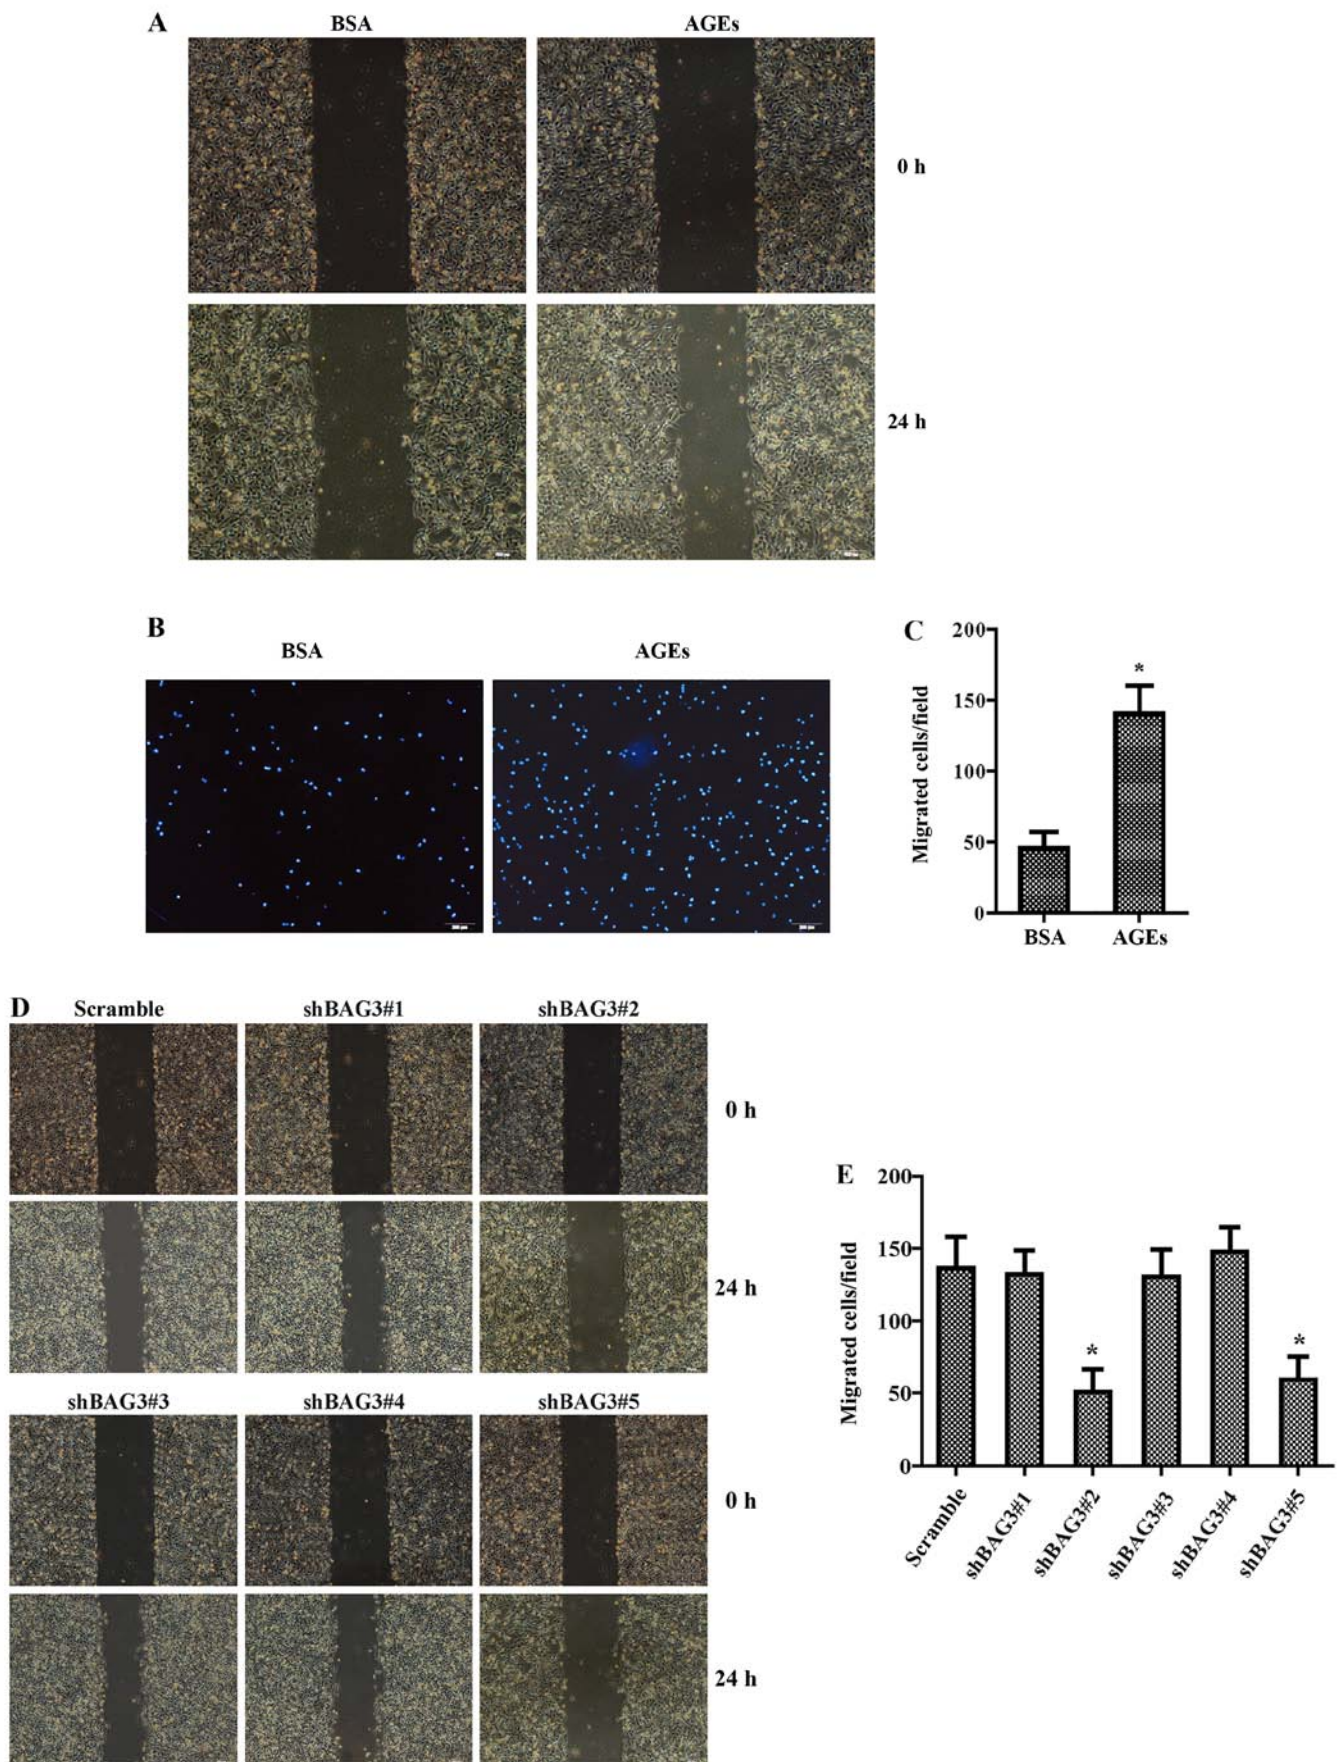 A
BSA
AGEs
0 h
24 h
B
BSA
AGEs
C
Migrated cells/field
200
150
100
50
0
*
BSA
AGEs
D
Scramble
shBAG3#1
shBAG3#2
0 h
24 h
shBAG3#3
shBAG3#4
shBAG3#5
0 h
24 h
E
Migrated cells/field
200
150
100
50
0
*
*
Scramble
shBAG3#1
shBAG3#2
shBAG3#3
shBAG3#4
shBAG3#5